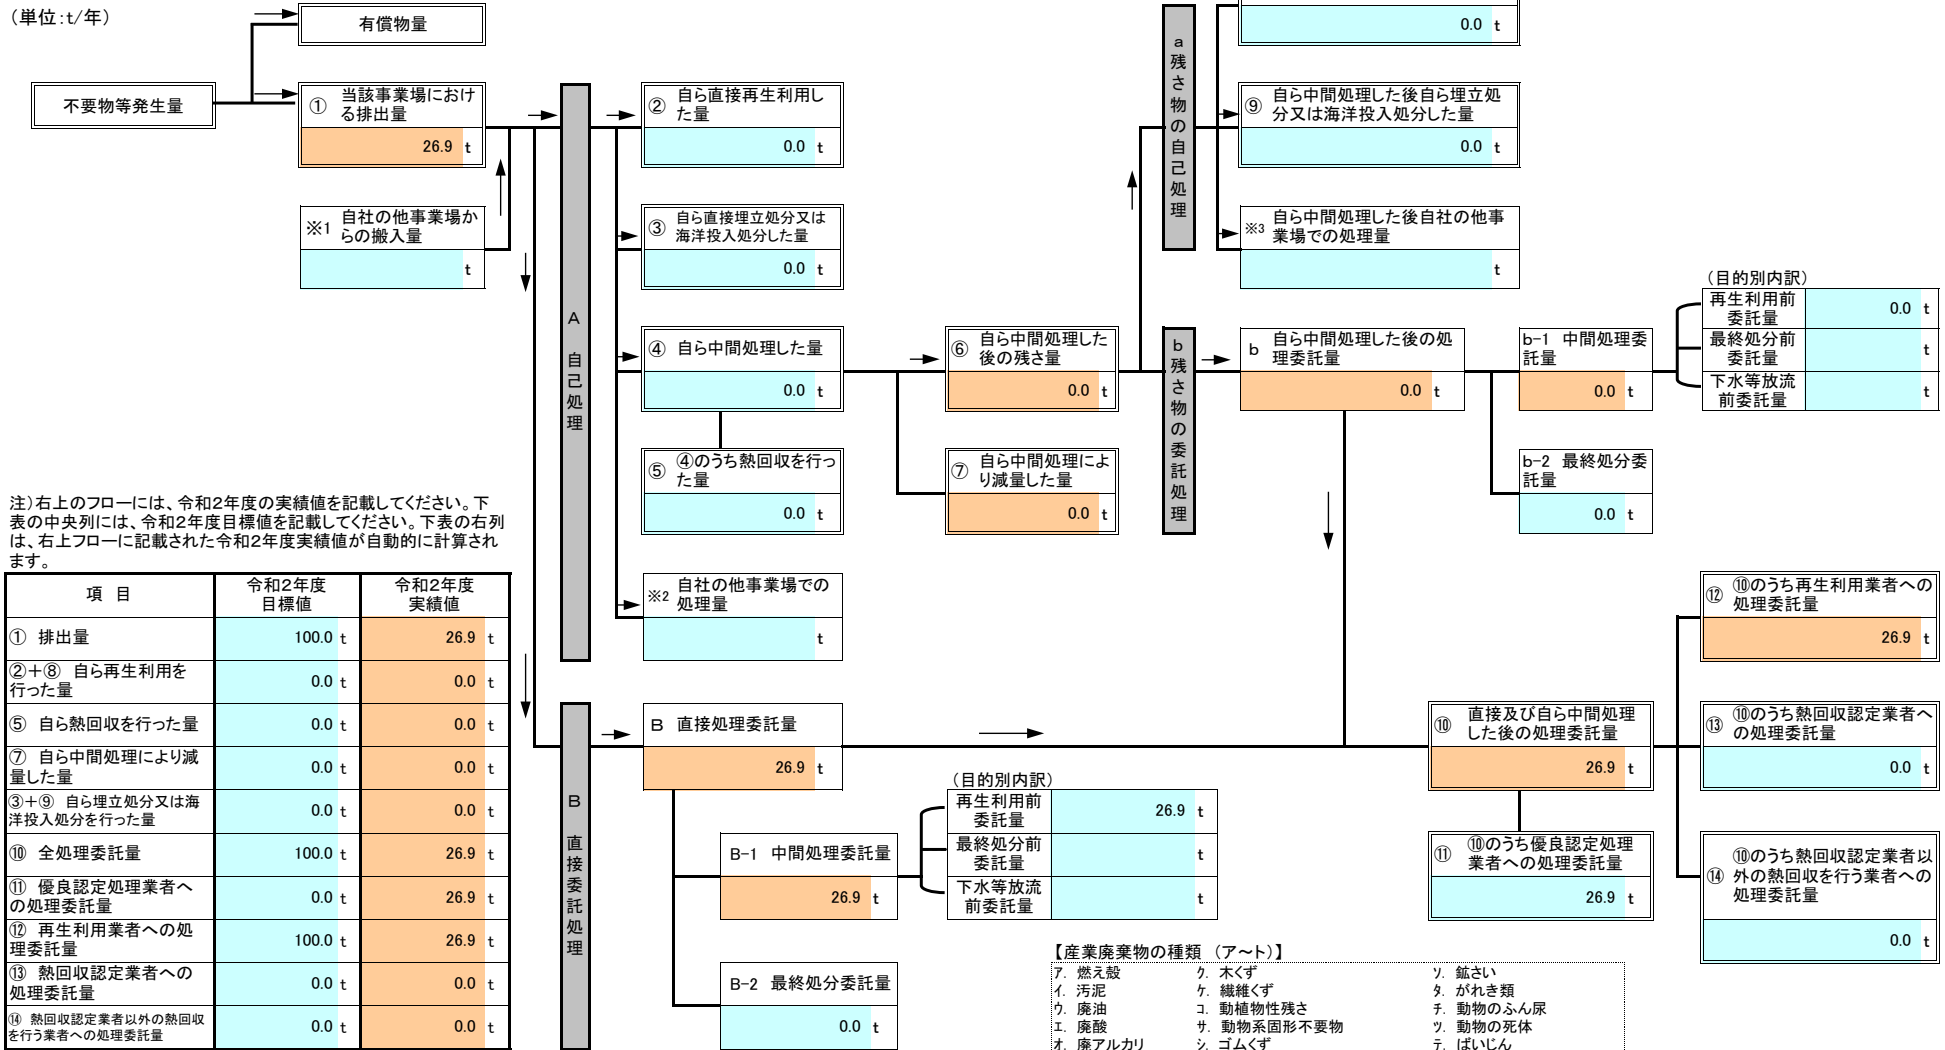 （単位：t/年）
有償物量
不要物等発生量
① 当該事業場におけ
る排出量
26.9 t
※1 自社の他事業場か
らの搬入量
t
A 自己処理
② 自ら直接再生利用し
た量
0.0 t
③ 自ら直接埋立処分又は
海洋投入処分した量
0.0 t
④ 自ら中間処理した量
0.0 t
⑤ ④のうち熱回収を行っ
た量
0.0 t
※2 自社の他事業場での
処理量
t
⑥ 自ら中間処理した
後の残さ量
0.0 t
⑦ 自ら中間処理によ
り減量した量
0.0 t
a 残さ物の自己処理
0.0 t
⑨ 自ら中間処理した後自ら埋立処
分又は海洋投入処分した量
0.0 t
※3 自ら中間処理した後自社の他事
業場での処理量
t
b 残さ物の委託処理
b 自ら中間処理した後の処
理委託量
0.0 t
b-1 中間処理委
託量
0.0 t
b-2 最終処分委
託量
0.0 t
（目的別内訳）
再生利用前
委託量
0.0 t
最終処分前
委託量
t
下水等放流
前委託量
t
注）右上のフローには、令和2年度の実績値を記載してください。下
表の中央列には、令和2年度目標値を記載してください。下表の右列
は、右上フローに記載された令和2年度実績値が自動的に計算され
ます。
項 目 令和2年度 目標値 令和2年度 実績値
① 排出量 100.0 t 26.9 t
②＋⑧ 自ら再生利用を
行った量 0.0 t 0.0 t
⑤ 自ら熱回収を行った量 0.0 t 0.0 t
⑦ 自ら中間処理により減
量した量 0.0 t 0.0 t
③＋⑨ 自ら埋立処分又は海
洋投入処分を行った量 0.0 t 0.0 t
⑩ 全処理委託量 100.0 t 26.9 t
⑪ 優良認定処理業者へ
の処理委託量 0.0 t 26.9 t
⑫ 再生利用業者への処
理委託量 100.0 t 26.9 t
⑬ 熱回収認定業者への
処理委託量 0.0 t 0.0 t
⑭ 熱回収認定業者以外の熱回収
を行う業者への処理委託量 0.0 t 0.0 t
B 直接委託処理
B 直接処理委託量
26.9 t
B-1 中間処理委託量
26.9 t
B-2 最終処分委託量
0.0 t
（目的別内訳）
再生利用前
委託量
26.9 t
最終処分前
委託量
t
下水等放流
前委託量
t
⑩ 直接及び自ら中間処理
した後の処理委託量
26.9 t
⑪ ⑩のうち優良認定処理
業者への処理委託量
26.9 t
⑫ ⑩のうち再生利用業者への
処理委託量
26.9 t
⑬ ⑩のうち熱回収認定業者へ
の処理委託量
0.0 t
⑭ ⑩のうち熱回収認定業者以
外の熱回収を行う業者への
処理委託量
0.0 t
【産業廃棄物の種類 （ア～ト）】
ア. 燃え殻 ク. 木くず ソ. 鉱さい
イ. 汚泥 ケ. 繊維くず タ. がれき類
ウ. 廃油 コ. 動植物性残さ チ. 動物のふん尿
エ. 廃酸 サ. 動物系固形不要物 ツ. 動物の死体
オ. 廃アルカリ シ. ゴムくず テ. ばいじん